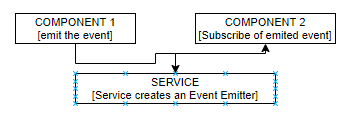 COMPONENT 1
[emit the event]
COMPONENT 2
[Subscribe of emited event]
SERVICE
[Service creates an Event Emitter]